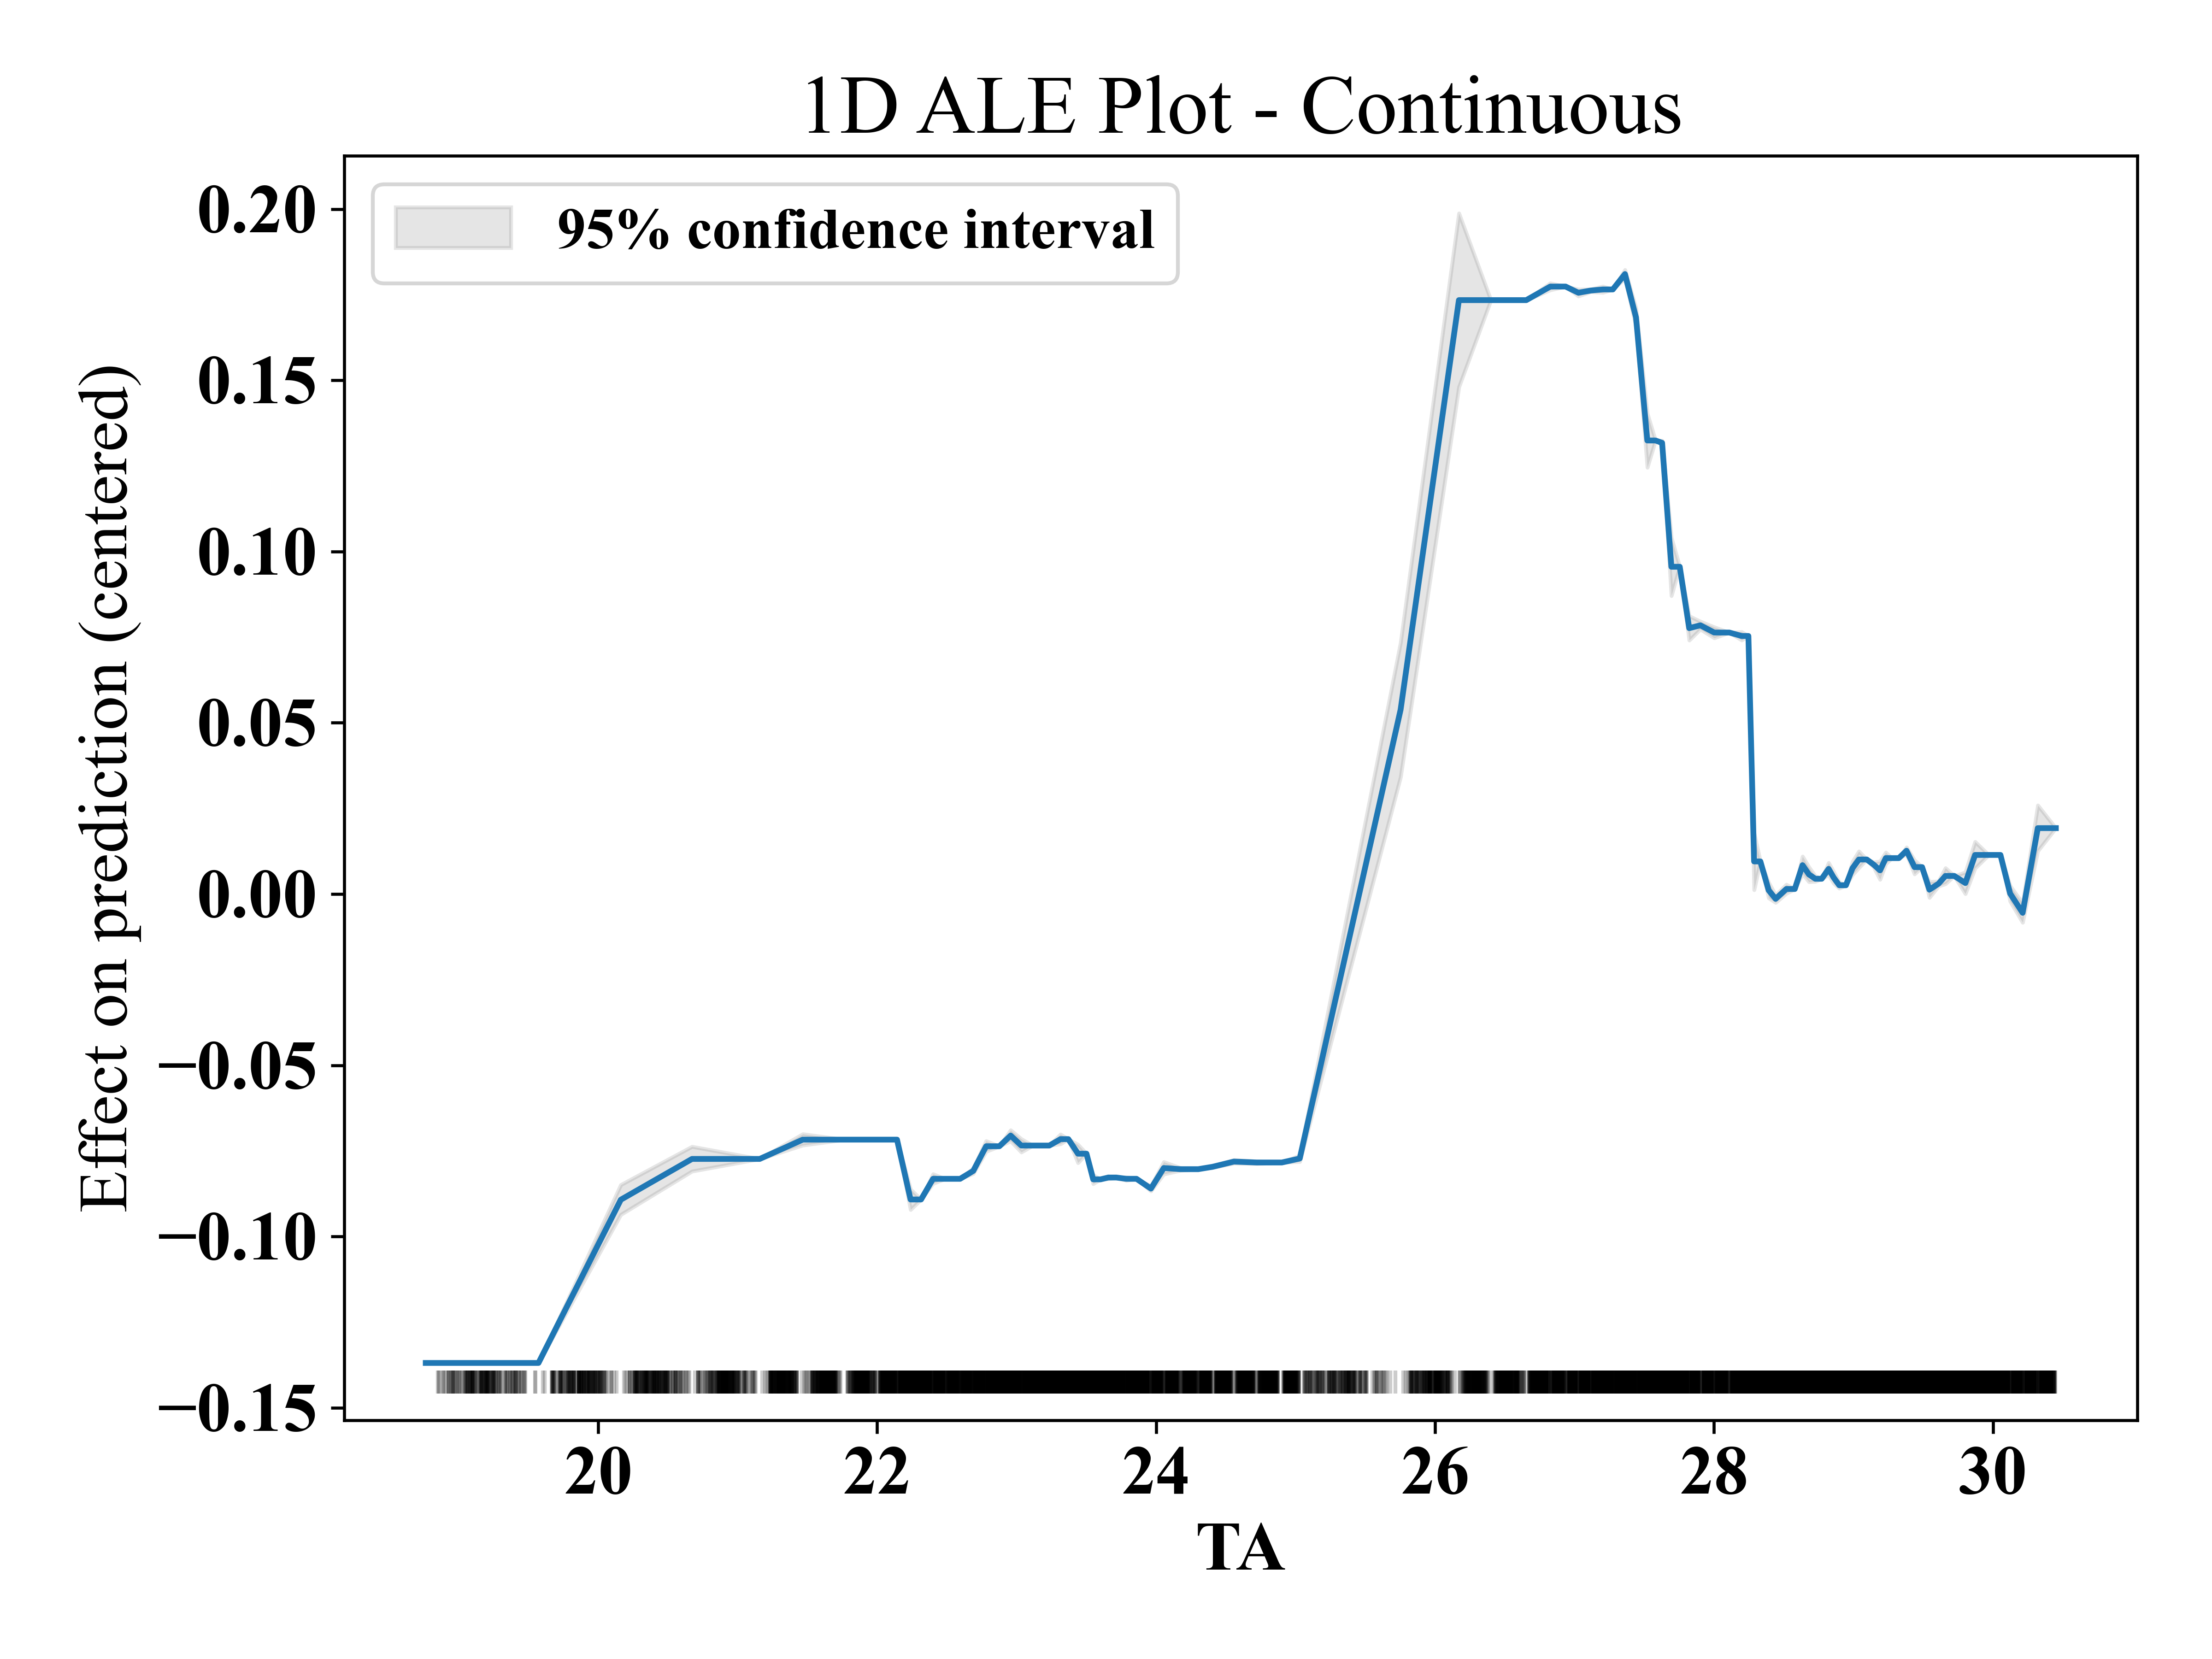 1D ALE Plot - Continuous
95% confidence interval
Effect on prediction (centered)
0.20
0.15
0.10
0.05
0.00
−0.05
−0.10
−0.15
20 22 24 26 28 30
TA